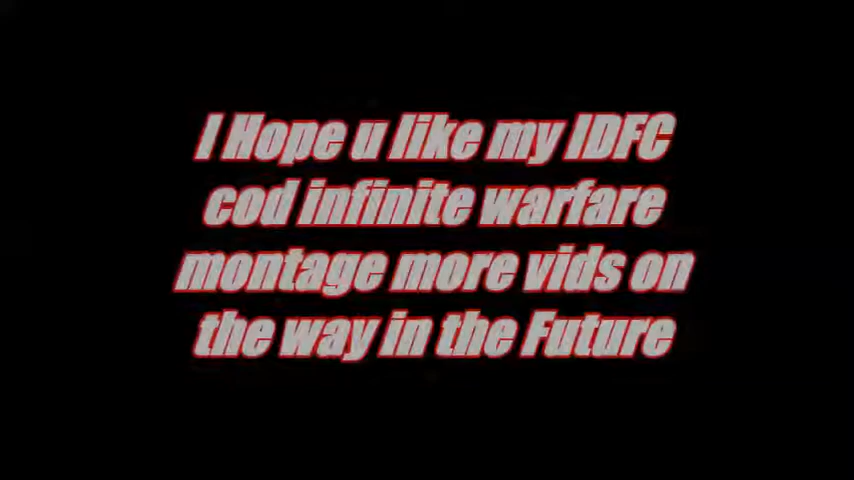 I Hope u like my IDFC
cod infinite warfare
montage more vids on
the way in the Future